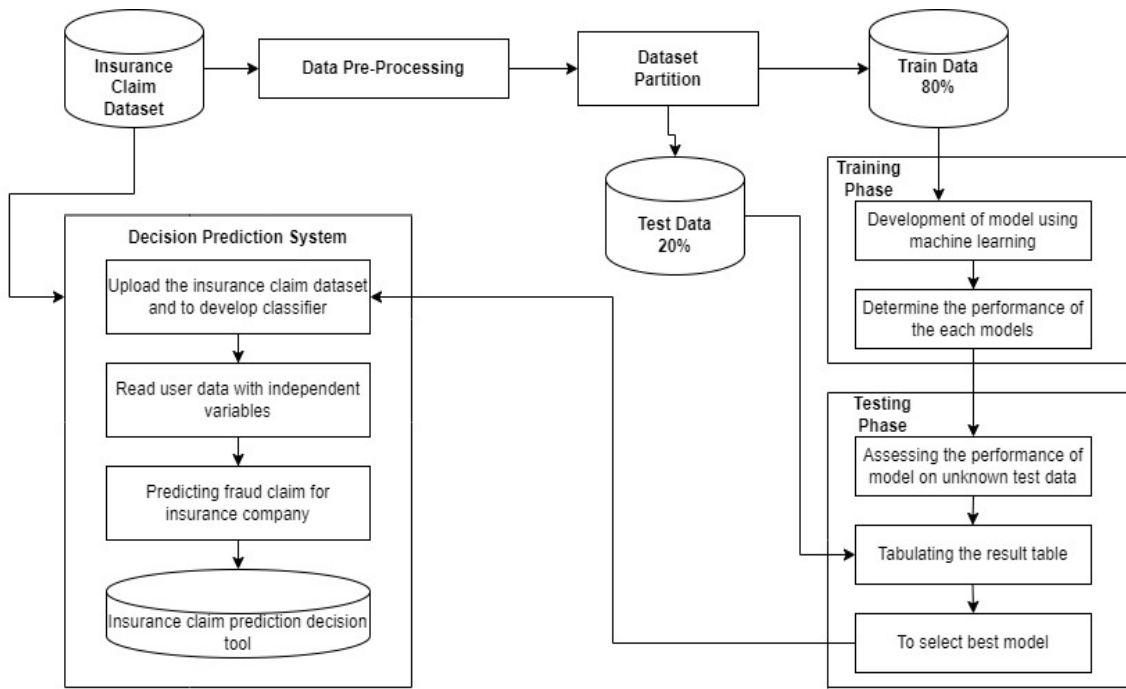 Insurance
Claim
Dataset
Data Pre-Processing
Dataset
Partition
Train Data
80%
Test Data
20%
Training
Phase
Development of model using
machine learning
Determine the performance of
the each models
Testing
Phase
Assessing the performance of
model on unknown test data
Tabulating the result table
To select best model
Decision Prediction System
Upload the insurance claim dataset
and to develop classifier
Read user data with independent
variables
Predicting fraud claim for
insurance company
Insurance claim prediction decision
tool